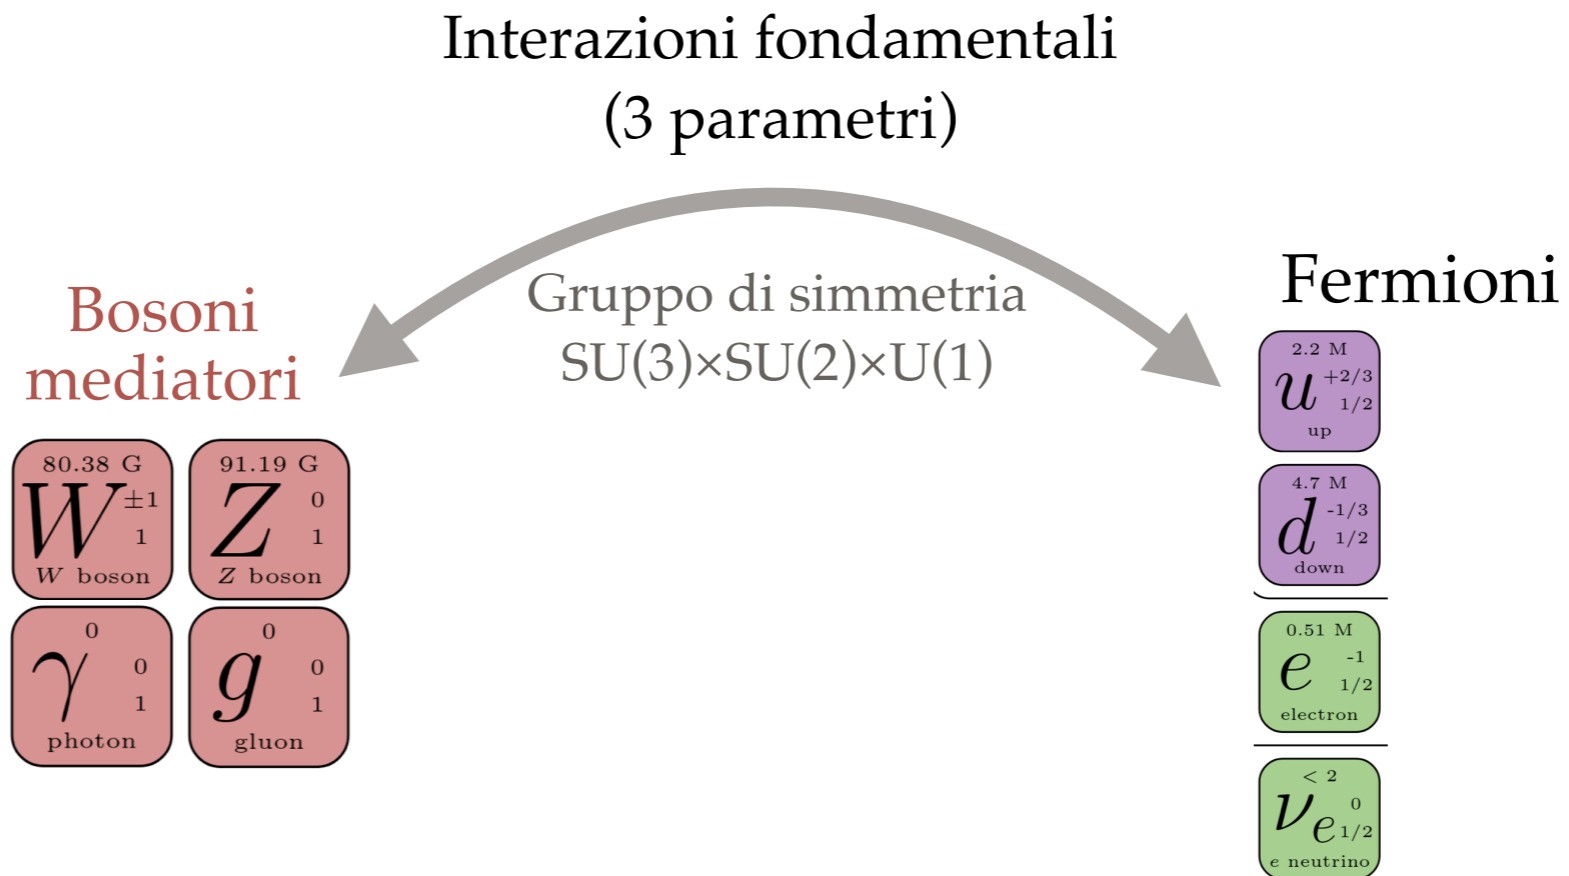 Interazioni fondamentali
(3 parametri)
Gruppo di simmetria
SU(3)×SU(2)×U(1)
Bosoni
mediatori
80.38 G
W ±1
1
W boson
91.19 G
Z 0
1
Z boson
0
γ 0
1
photon
0
g 0
1
gluon
Fermioni
2.2 M
u +2/3
1/2
up
4.7 M
d -1/3
1/2
down
0.51 M
e -1
1/2
electron
< 2
νe 0
1/2
e neutrino